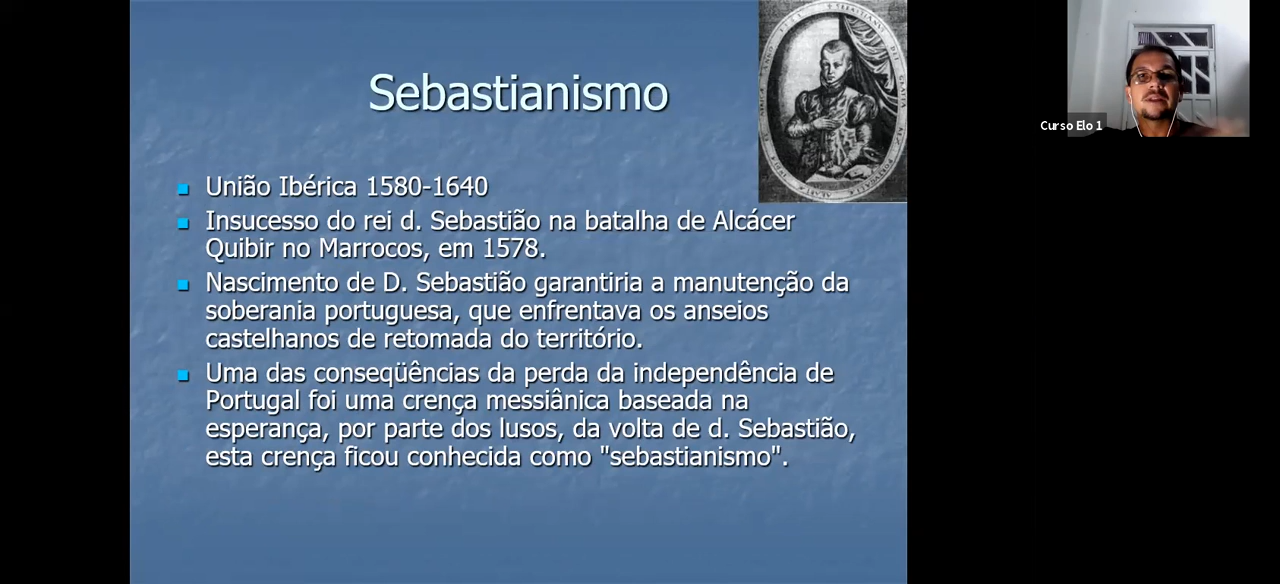 Sebastianismo
União Ibérica 1580-1640
Insucesso do rei d. Sebastião na batalha de Alcácer
Quibir no Marrocos, em 1578.
Nascimento de D. Sebastião garantiria a manutenção da
soberania portuguesa, que enfrentava os anseios
castelhanos de retomada do território.
Uma das conseqüências da perda da independência de
Portugal foi uma crença messiânica baseada na
esperança, por parte dos lusos, da volta de d. Sebastião,
esta crença ficou conhecida como "sebastianismo".
Curso Elo 1